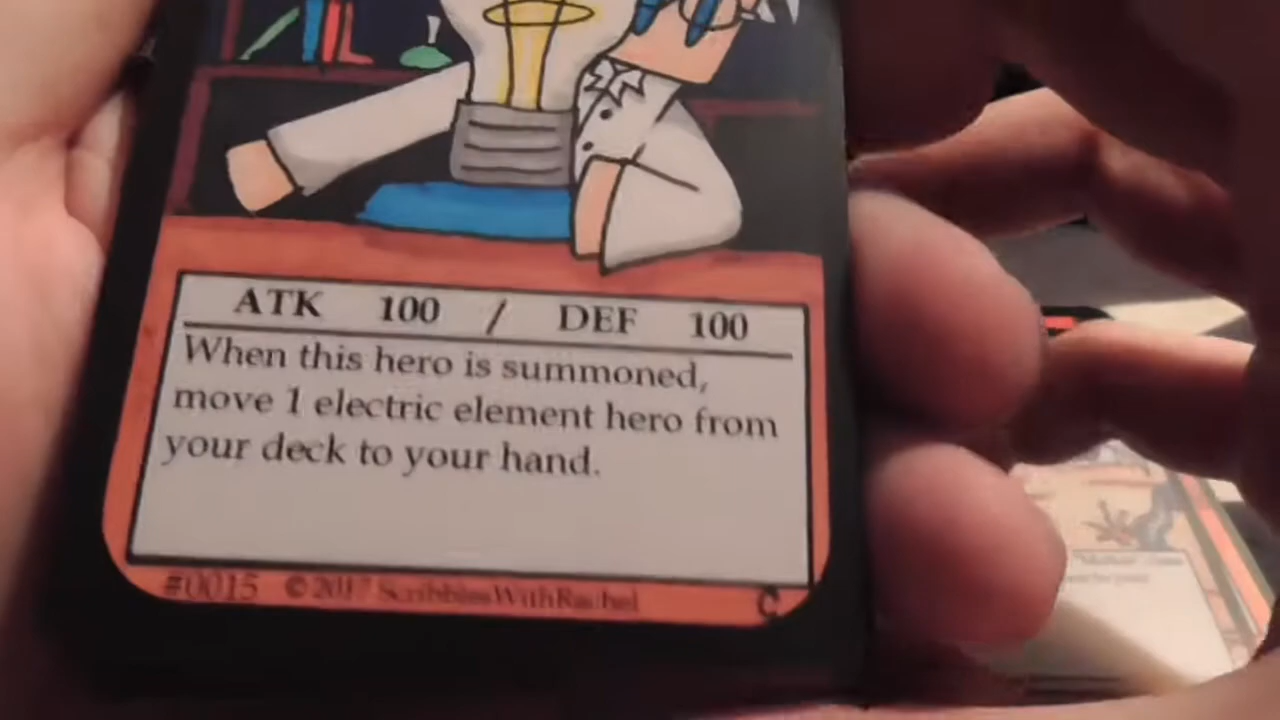 ATK 100 / DEF 100
When this hero is summoned,
move 1 electric element hero from
your deck to your hand.
#0015 © 2017 ScribblesWithRachel C